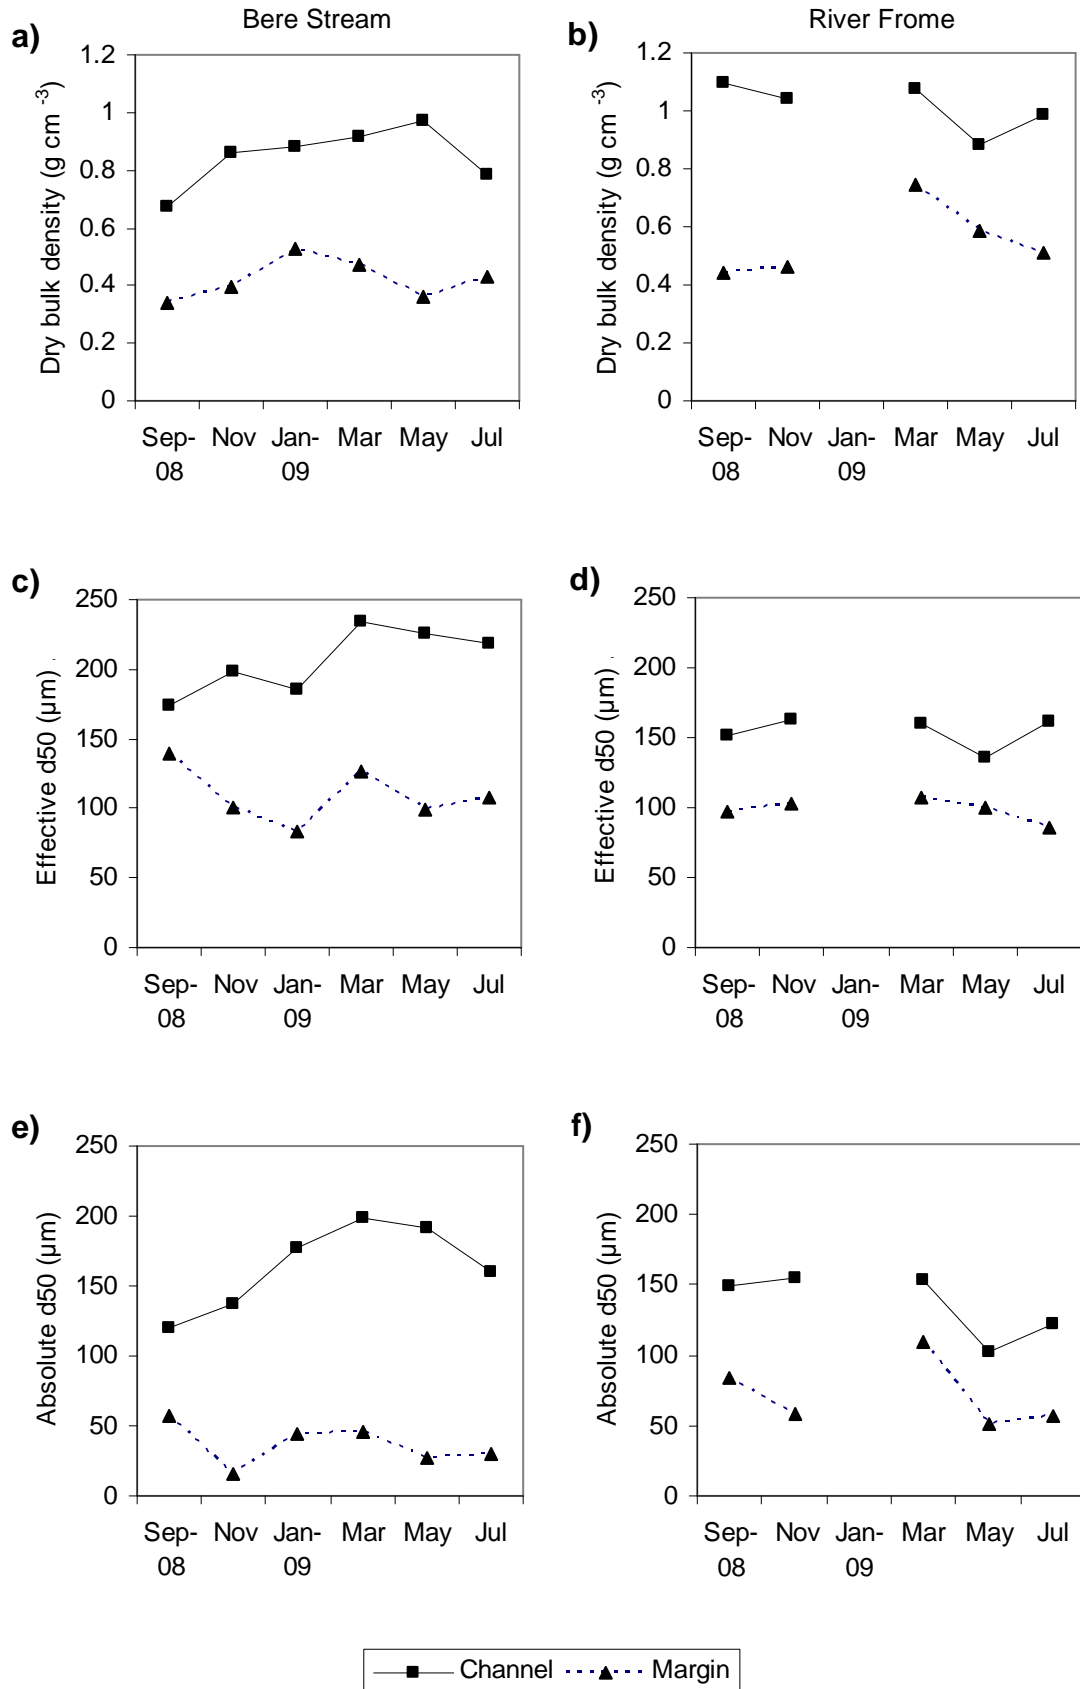 Bere Stream
River Frome
a)
b)
1.2
1
0.8
0.6
0.4
0.2
0
Dry bulk density (g cm -3)
Sep-08 Nov Jan-09 Mar May Jul
1.2
1
0.8
0.6
0.4
0.2
0
Dry bulk density (g cm -3)
Sep-08 Nov Jan-09 Mar May Jul
c)
d)
250
200
150
100
50
0
Effective d50 (µm) .
Sep-08 Nov Jan-09 Mar May Jul
250
200
150
100
50
0
Effective d50 (µm) .
Sep-08 Nov Jan-09 Mar May Jul
e)
f)
250
200
150
100
50
0
Absolute d50 (µm)
Sep-08 Nov Jan-09 Mar May Jul
250
200
150
100
50
0
Absolute d50 (µm)
Sep-08 Nov Jan-09 Mar May Jul
Channel Margin